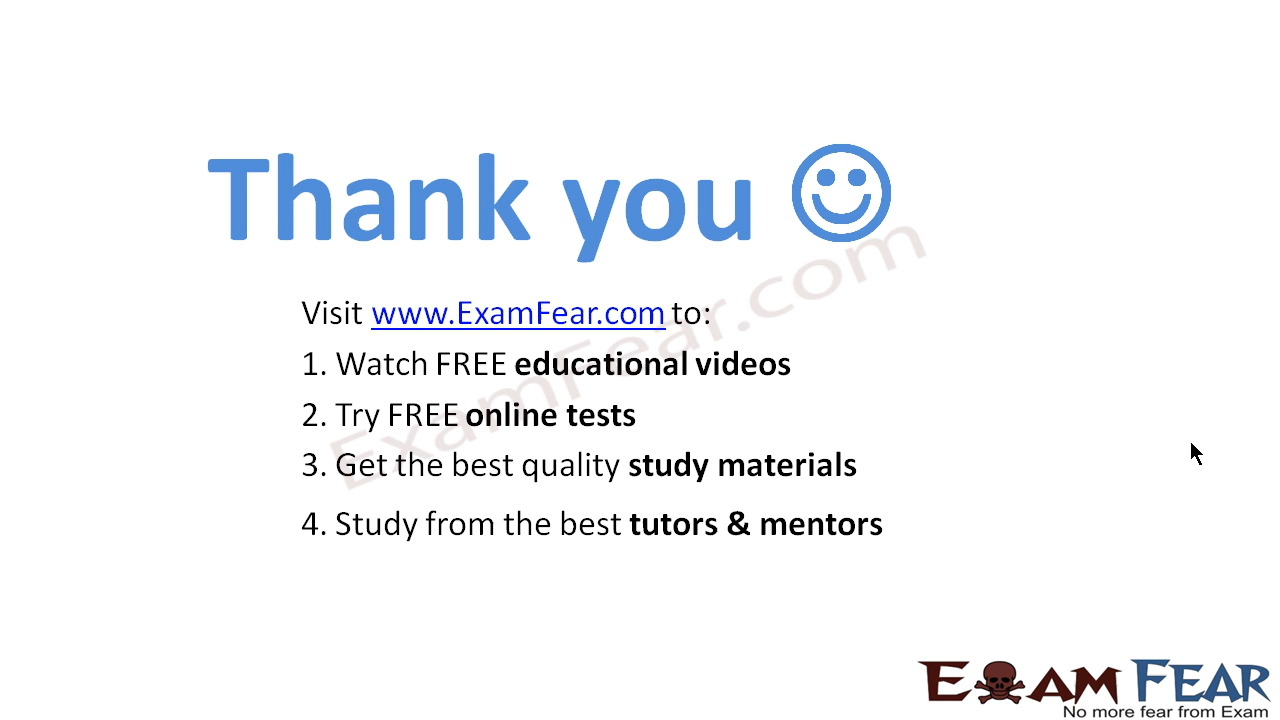 Thank you
Visit www.ExamFear.com to:
1. Watch FREE educational videos
2. Try FREE online tests
3. Get the best quality study materials
4. Study from the best tutors & mentors
ExamFear.com
EXAM FEAR
No more fear from Exam